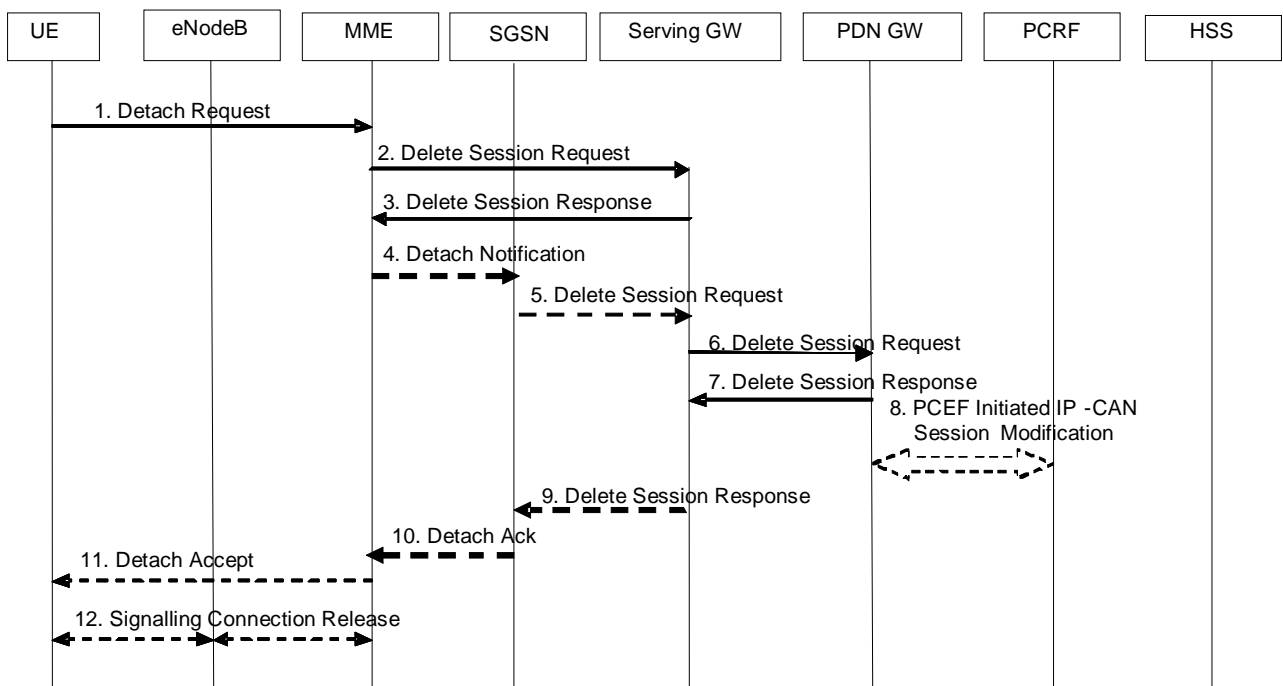 UE
eNodeB
MME
SGSN
Serving GW
PDN GW
PCRF
HSS
1. Detach Request
2. Delete Session Request
3. Delete Session Response
4. Detach Notification
5. Delete Session Request
6. Delete Session Request
7. Delete Session Response
8. PCEF Initiated IP -CAN
Session Modification
9. Delete Session Response
10. Detach Ack
11. Detach Accept
12. Signalling Connection Release